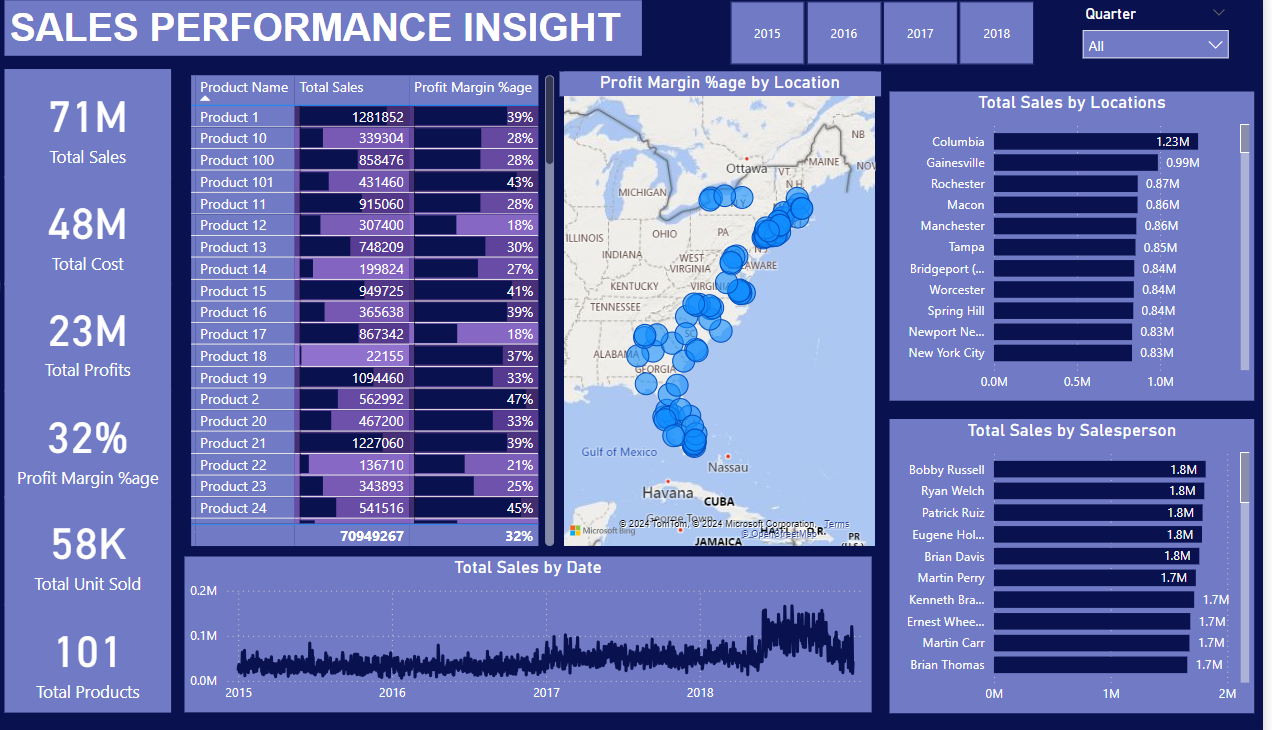 SALES PERFORMANCE INSIGHT
2015
2016
2017
2018
Quarter
All
71M
Total Sales
48M
Total Cost
23M
Total Profits
32%
Profit Margin %age
58K
Total Unit Sold
101
Total Products
Product Name Total Sales Profit Margin %age
Product 1 1281852 39%
Product 10 339304 28%
Product 100 858476 28%
Product 101 431460 43%
Product 11 915060 28%
Product 12 307400 18%
Product 13 748209 30%
Product 14 199824 27%
Product 15 949725 41%
Product 16 365638 39%
Product 17 867342 18%
Product 18 22155 37%
Product 19 1094460 33%
Product 2 562992 47%
Product 20 467200 33%
Product 21 1227060 39%
Product 22 136710 21%
Product 23 343893 25%
Product 24 541516 45%
70949267 32%
Profit Margin %age by Location
NB
Ottawa
MAINE
NOV
VT
NH
MICHIGAN
ILLINOIS
OHIO
PA
NJ
INDIANA
WEST
VIRGINIA
DELAWARE
KENTUCKY
VIRGINIA
TENNESSEE
SC
ALABAMA
GEORGIA
Gulf of Mexico
Nassau
Havana
CUBA
George Town
© 2024 TomTom, © 2024 Microsoft Corporation, Terms
Microsoft Bing
© OpenStreetMap
HAITI
D.R.
JAMAICA
PR
(U.S.)
Total Sales by Locations
Columbia 1.23M
Gainesville 0.99M
Rochester 0.87M
Macon 0.86M
Manchester 0.86M
Tampa 0.85M
Bridgeport (... 0.84M
Worcester 0.84M
Spring Hill 0.84M
Newport Ne... 0.83M
New York City 0.83M
0.0M 0.5M 1.0M
Total Sales by Salesperson
Bobby Russell 1.8M
Ryan Welch 1.8M
Patrick Ruiz 1.8M
Eugene Hol... 1.8M
Brian Davis 1.8M
Martin Perry 1.7M
Kenneth Bra... 1.7M
Ernest Whee... 1.7M
Martin Carr 1.7M
Brian Thomas 1.7M
0M 1M 2M
Total Sales by Date
0.2M
0.1M
0.0M
2015 2016 2017 2018